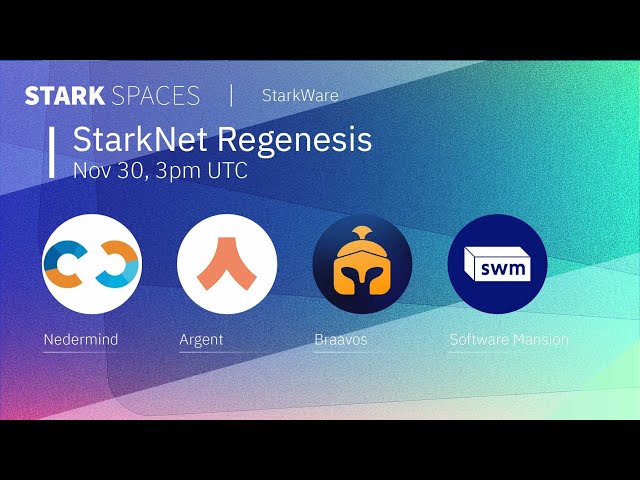 STARK SPACES | StarkWare
StarkNet Regenesis
Nov 30, 3pm UTC
swm
Nedermind Argent Braavos Software Mansion